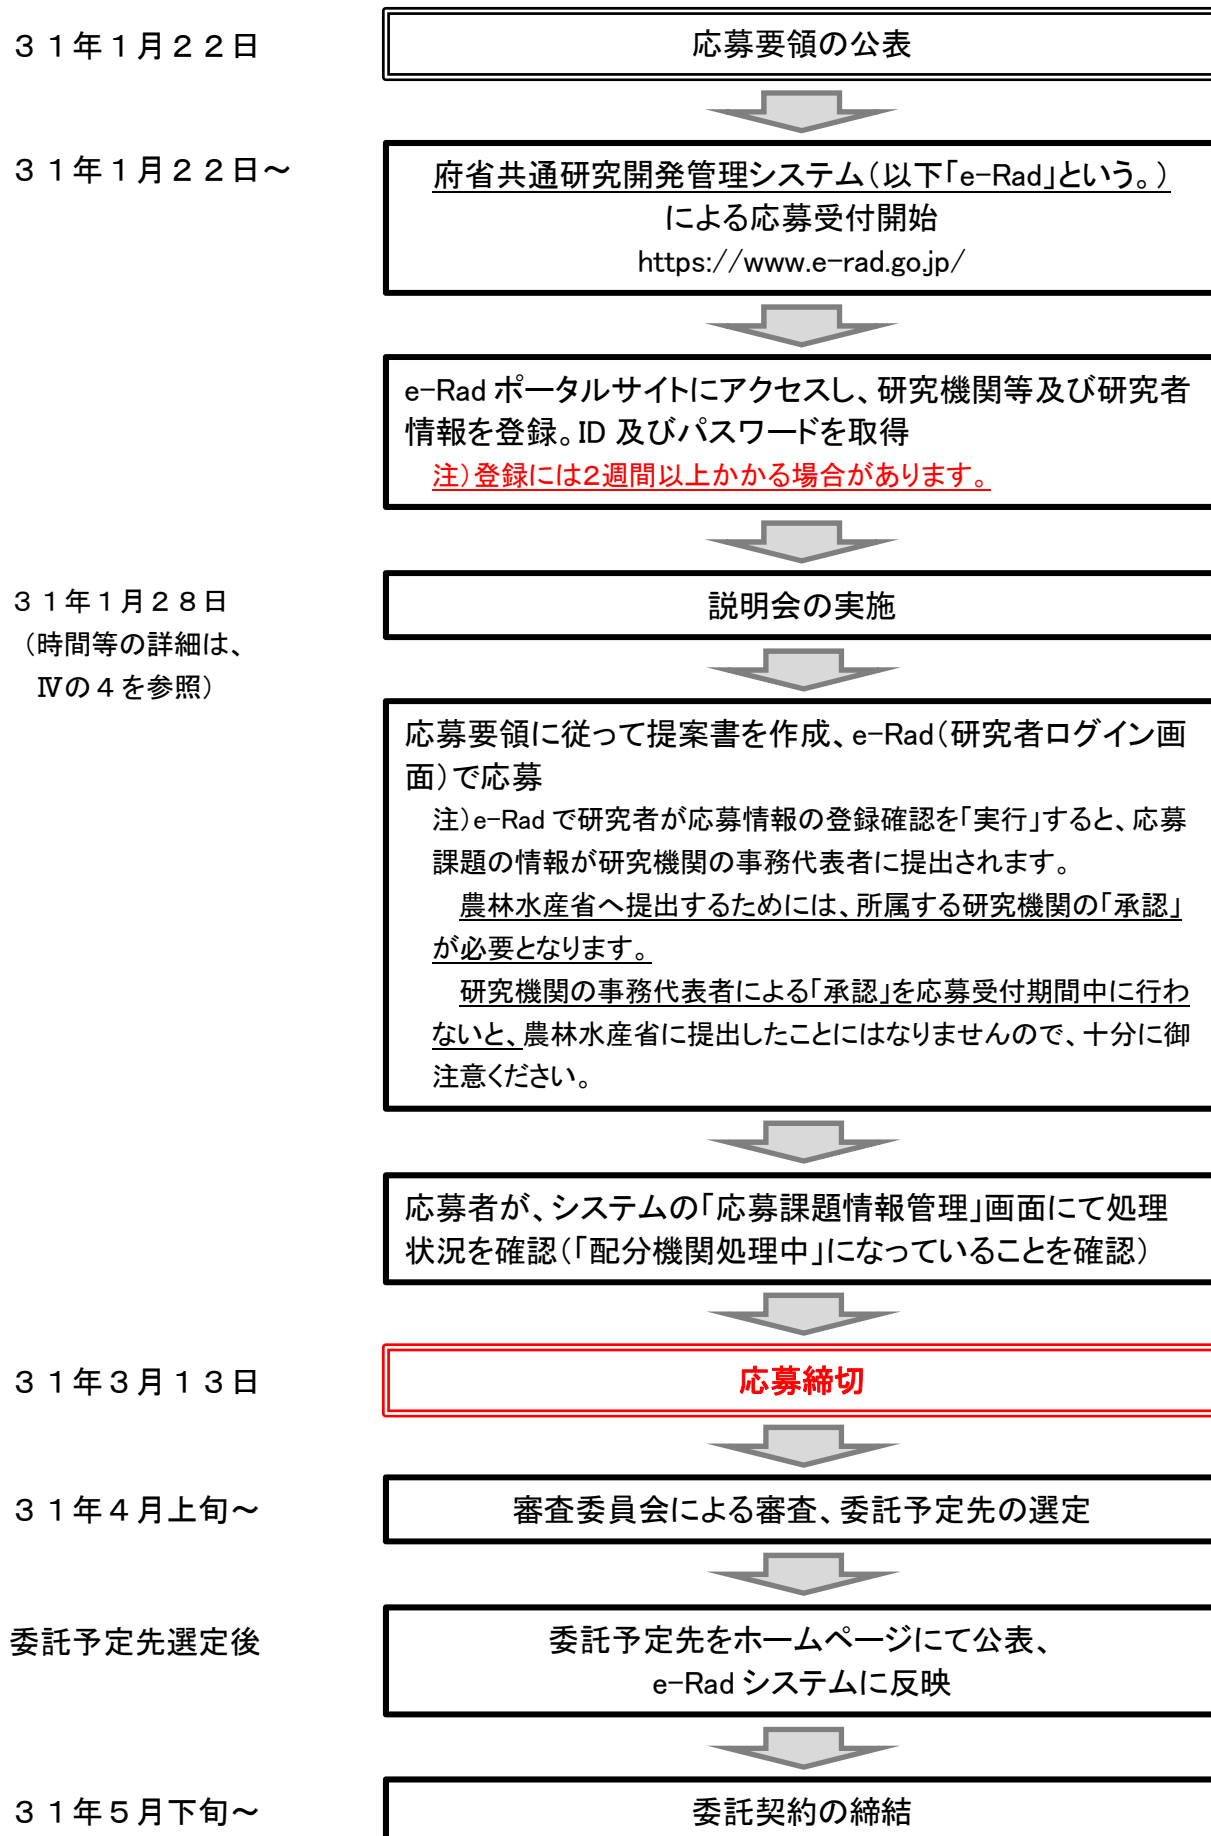 ３１年１月２２日
応募要領の公表
３１年１月２２日～
府省共通研究開発管理システム（以下「e-Rad」という。）
による応募受付開始
https://www.e-rad.go.jp/
e-Rad ポータルサイトにアクセスし、研究機関等及び研究者
情報を登録。ID 及びパスワードを取得
注）登録には２週間以上かかる場合があります。
３１年１月２８日
（時間等の詳細は、
Ⅳの４を参照）
説明会の実施
応募要領に従って提案書を作成、e-Rad（研究者ログイン画
面）で応募
注）e-Rad で研究者が応募情報の登録確認を「実行」すると、応募
課題の情報が研究機関の事務代表者に提出されます。
農林水産省へ提出するためには、所属する研究機関の「承認」
が必要となります。
研究機関の事務代表者による「承認」を応募受付期間中に行わ
ないと、農林水産省に提出したことにはなりませんので、十分に御
注意ください。
応募者が、システムの「応募課題情報管理」画面にて処理
状況を確認（「配分機関処理中」になっていることを確認）
３１年３月１３日
応募締切
３１年４月上旬～
審査委員会による審査、委託予定先の選定
委託予定先選定後
委託予定先をホームページにて公表、
e-Rad システムに反映
３１年５月下旬～
委託契約の締結